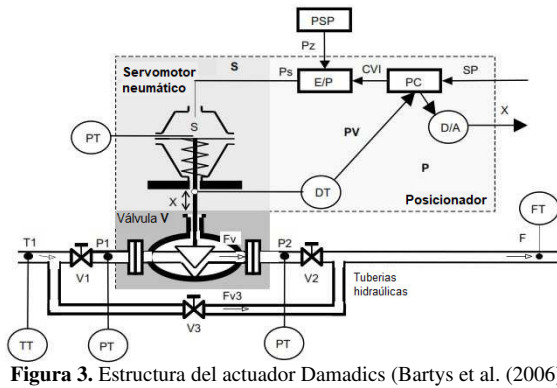 PSP
Pz
Servomotor
neumático
S
Ps
E/P
CVI
PC
SP
S
PT
PV
D/A
X
P
DT
Posicionador
X
Válvula V
FT
T1
P1
Fv
P2
F
V1
V2
Tuberias
hidraúlicas
Fv3
V3
TT
PT
PT
Figura 3. Estructura del actuador Damadics (Bartys et al. (2006)